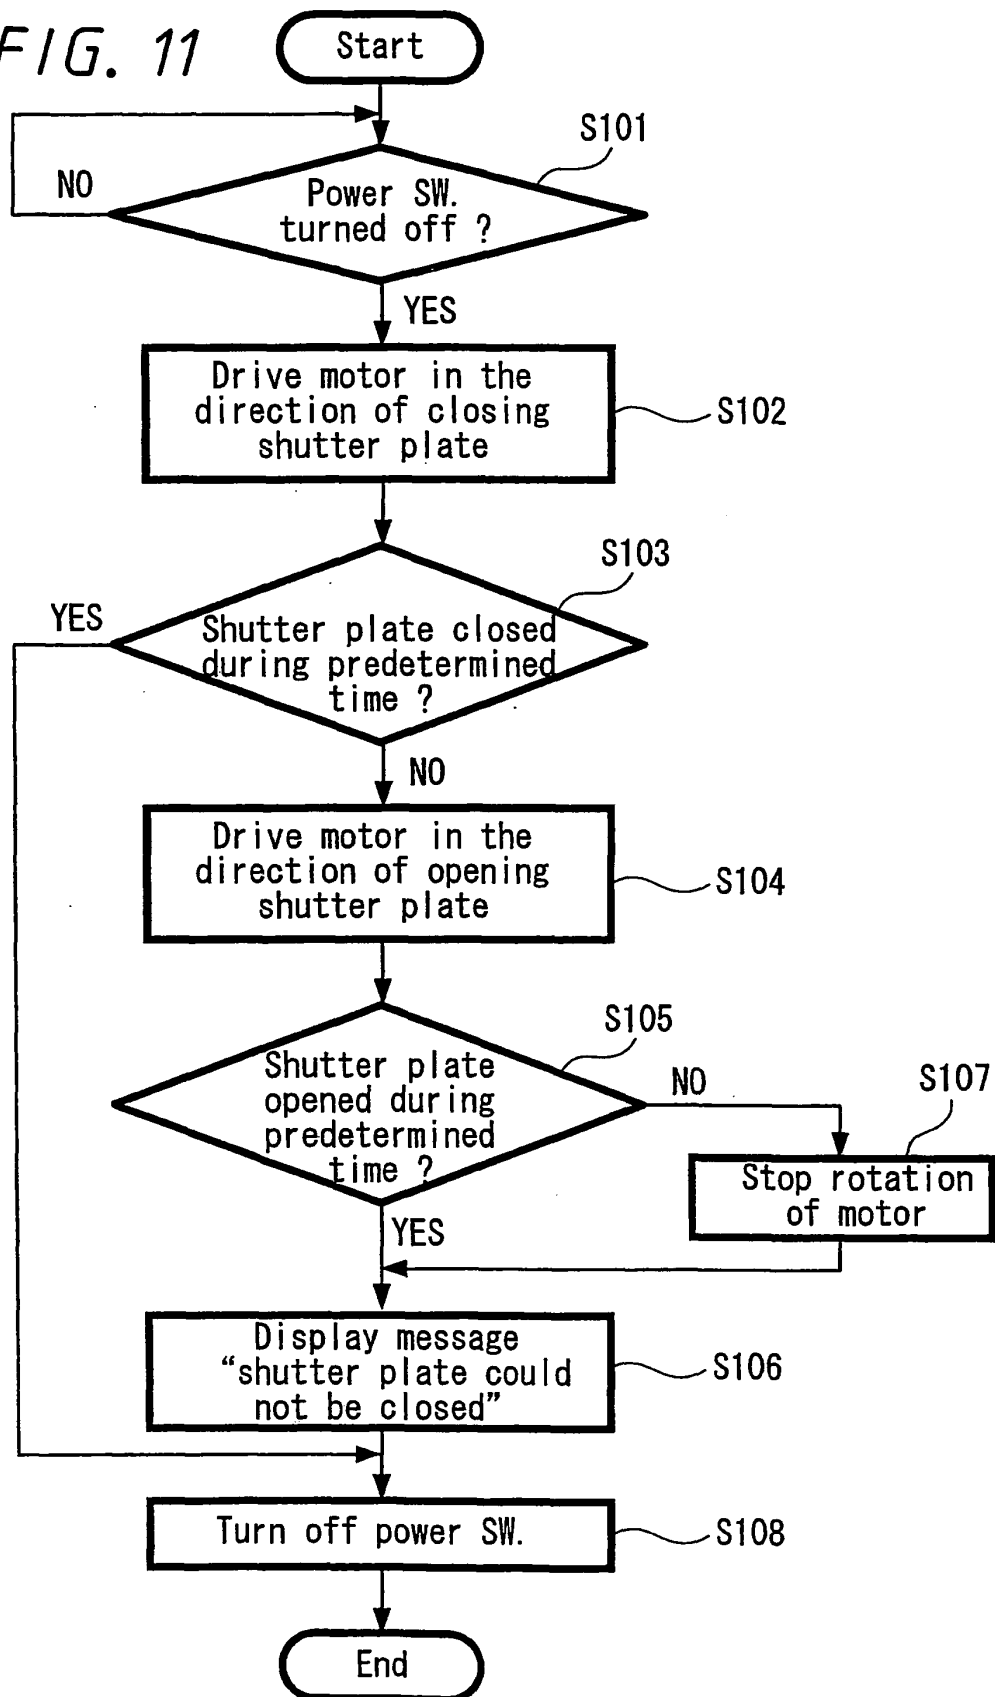 FIG. 11
Start
S101
NO
Power SW.
turned off ?
YES
Drive motor in the
direction of closing
shutter plate
S102
S103
YES
Shutter plate closed
during predetermined
time ?
NO
Drive motor in the
direction of opening
shutter plate
S104
S105
Shutter plate
opened during
predetermined
time ?
NO
S107
Stop rotation
of motor
YES
Display message
“shutter plate could
not be closed”
S106
Turn off power SW.
S108
End